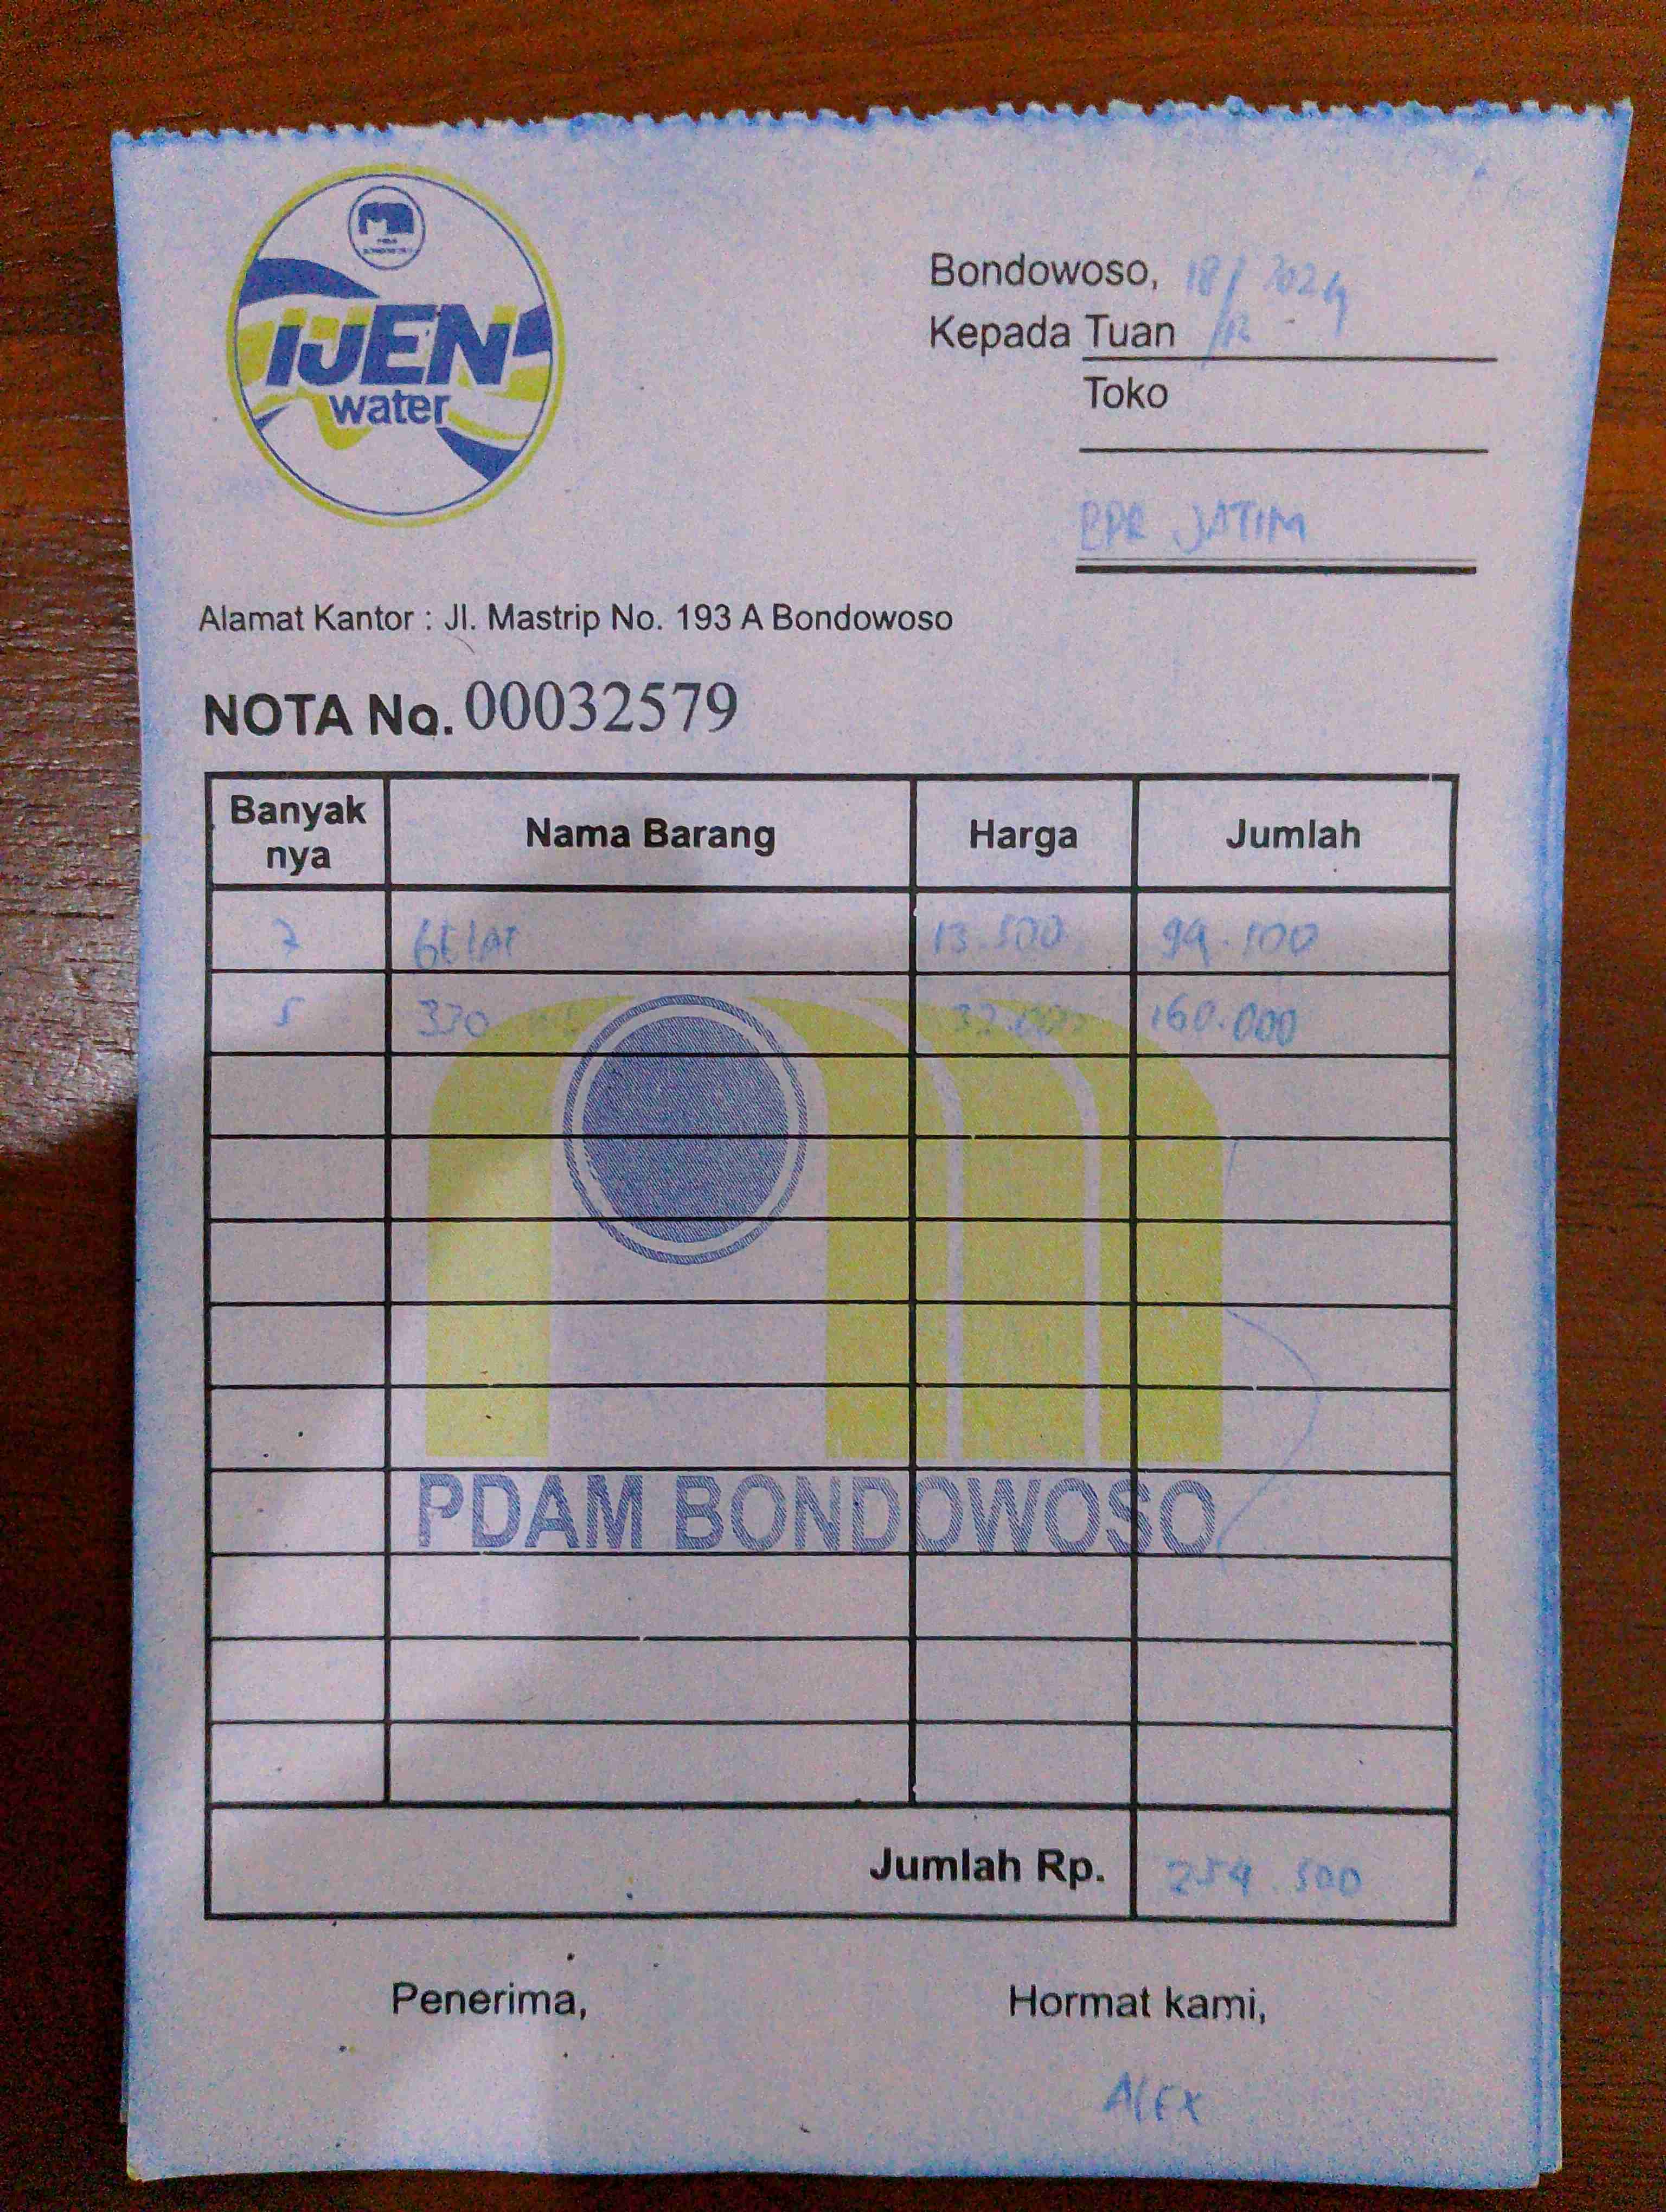 IJEN
water
Bondowoso, 18/12 - 2024
Kepada Tuan
Toko
BPR JATIM
Alamat Kantor : Jl. Mastrip No. 193 A Bondowoso
NOTA No. 00032579
Banyak nya Nama Barang Harga Jumlah
7 GELAS 13.500 94.500
5 330 32.000 160.000
PDAM BONDOWOSO
Jumlah Rp. 254.500
Penerima, Hormat kami,
ALEX